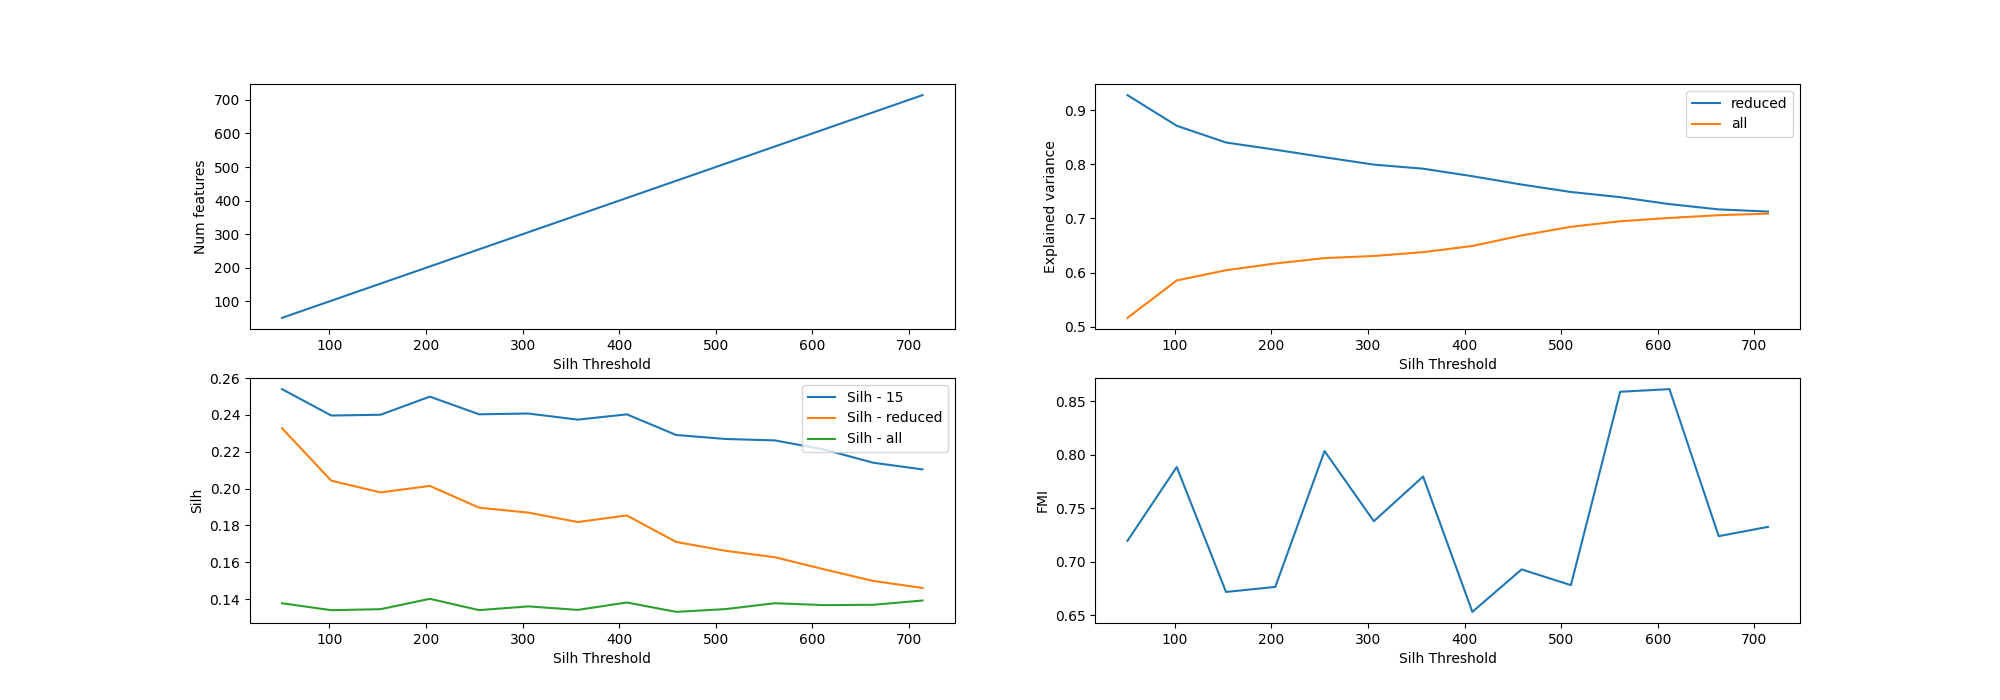 700
600
500
400
300
200
100
Num features
100 200 300 400 500 600 700
Silh Threshold
0.9
0.8
0.7
0.6
0.5
Explained variance
reduced
all
100 200 300 400 500 600 700
Silh Threshold
0.26
0.24
0.22
0.20
0.18
0.16
0.14
Silh
Silh - 15
Silh - reduced
Silh - all
100 200 300 400 500 600 700
Silh Threshold
0.85
0.80
0.75
0.70
0.65
FMI
100 200 300 400 500 600 700
Silh Threshold